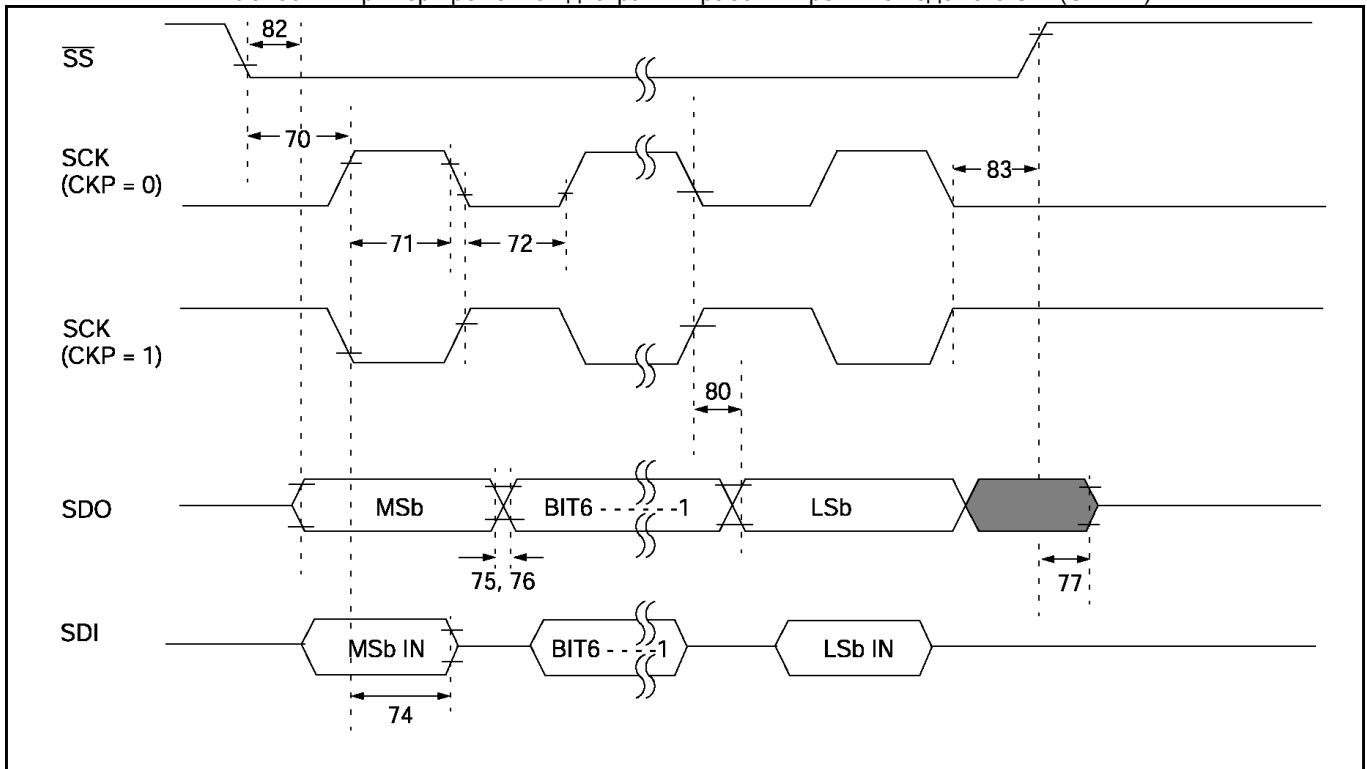 82
SS
70
SCK
(CKP = 0)
83
71
72
SCK
(CKP = 1)
80
SDO
MSb
BIT6 - - - - - -1
LSb
75, 76
77
SDI
MSb IN
BIT6 - - - -1
LSb IN
74